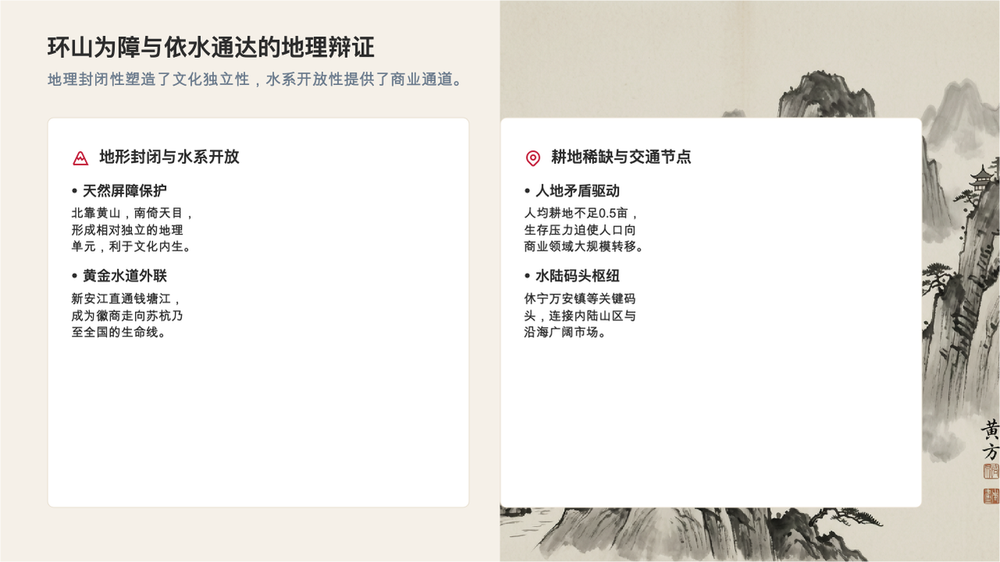 环山为障与依水通达的地理辩证
地理封闭性塑造了文化独立性，水系开放性提供了商业通道。
地形封闭与水系开放
• 天然屏障保护
北靠黄山，南倚天目，
形成相对独立的地理
单元，利于文化内生。
• 黄金水道外联
新安江直通钱塘江，
成为徽商走向苏杭乃
至全国的生命线。
耕地稀缺与交通节点
• 人地矛盾驱动
人均耕地不足0.5亩，
生存压力迫使人口向
商业领域大规模转移。
• 水陆码头枢纽
休宁万安镇等关键码
头，连接内陆山区与
沿海广阔市场。
黄
方